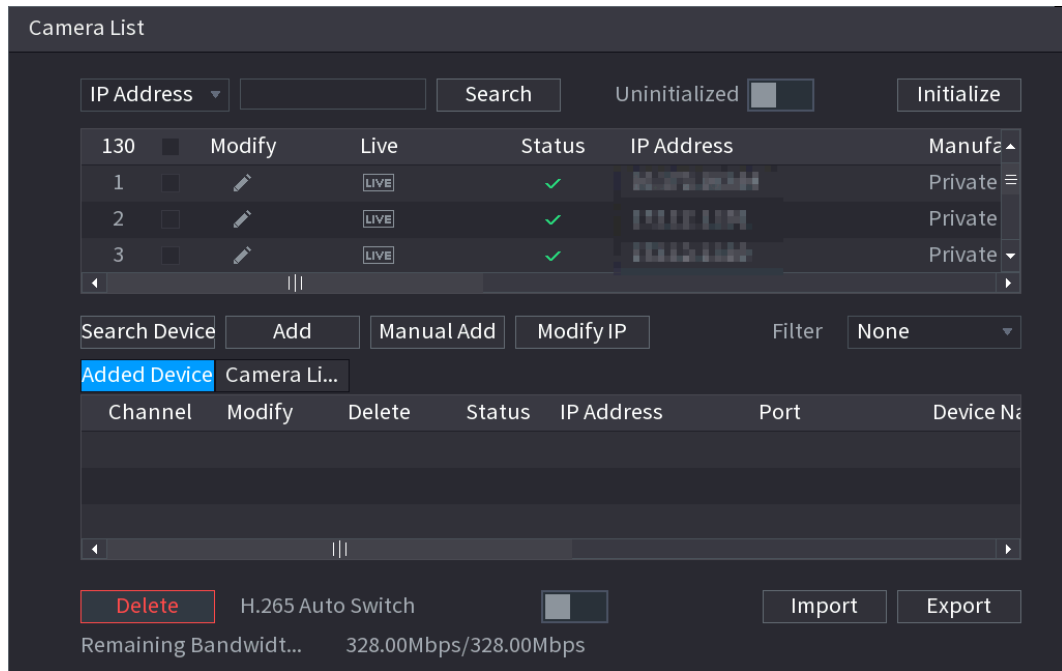 Camera List
IP Address Search Uninitialized Initialize
130 Modify Live Status IP Address Manufa
1 LIVE Private
2 LIVE Private
3 LIVE Private
Search Device Add Manual Add Modify IP Filter None
Added Device Camera Li...
Channel Modify Delete Status IP Address Port Device Na
Delete H.265 Auto Switch Import Export
Remaining Bandwidt... 328.00Mbps/328.00Mbps